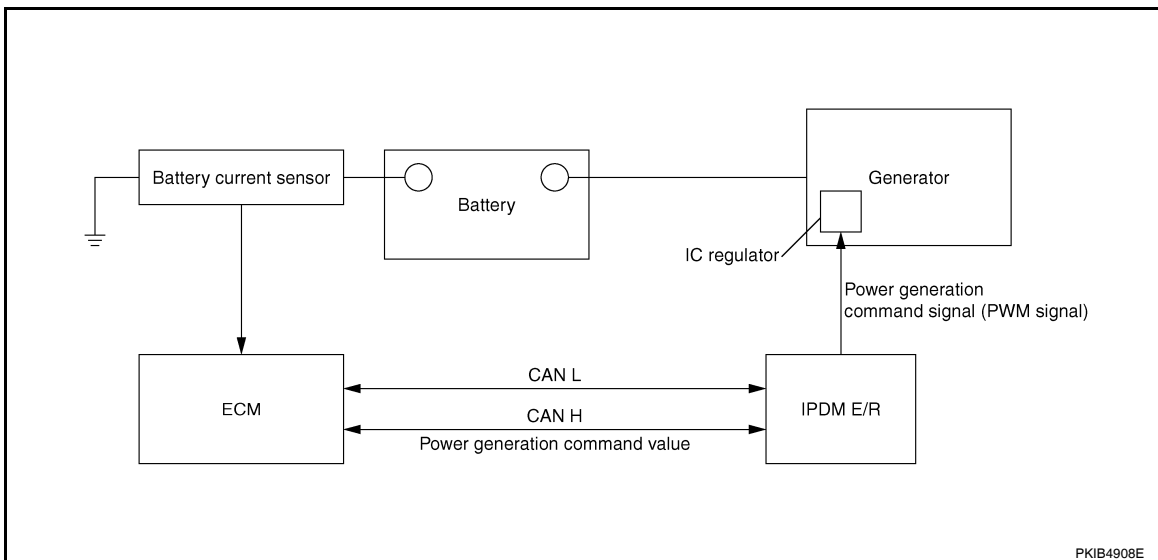 Battery current sensor
Battery
Generator
IC regulator
Power generation
command signal (PWM signal)
ECM
CAN L
CAN H
Power generation command value
IPDM E/R
PKIB4908E